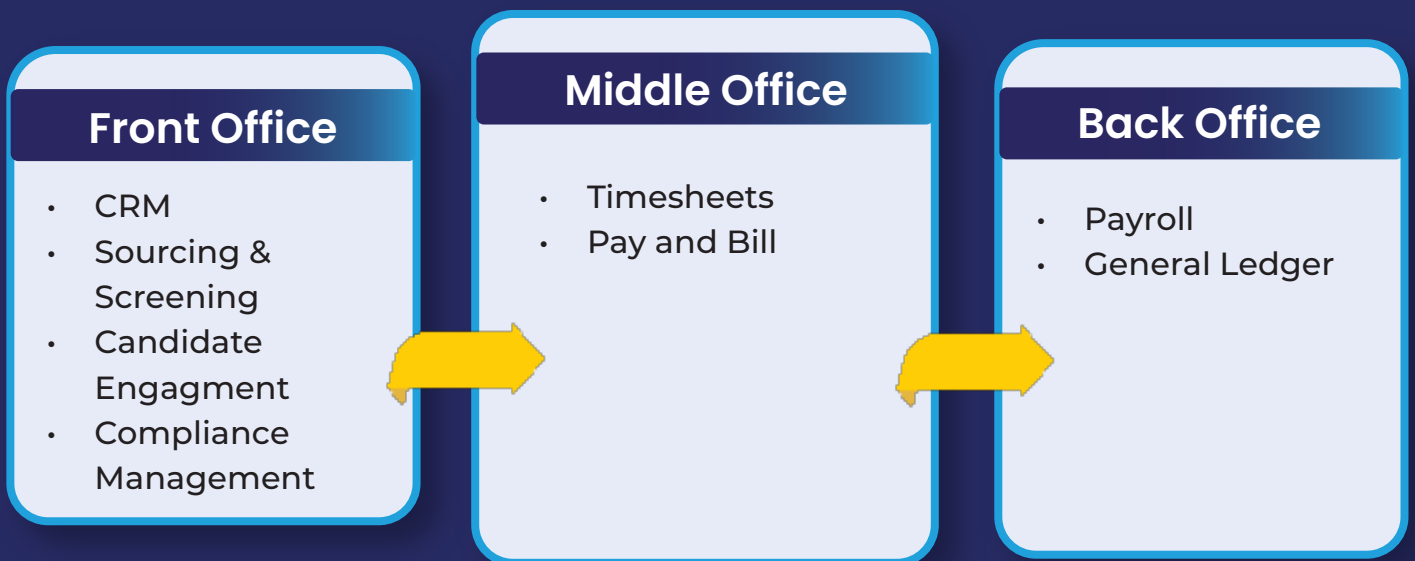 Front Office
• CRM
• Sourcing &
Screening
• Candidate
Engagment
• Compliance
Management
Middle Office
• Timesheets
• Pay and Bill
Back Office
• Payroll
• General Ledger